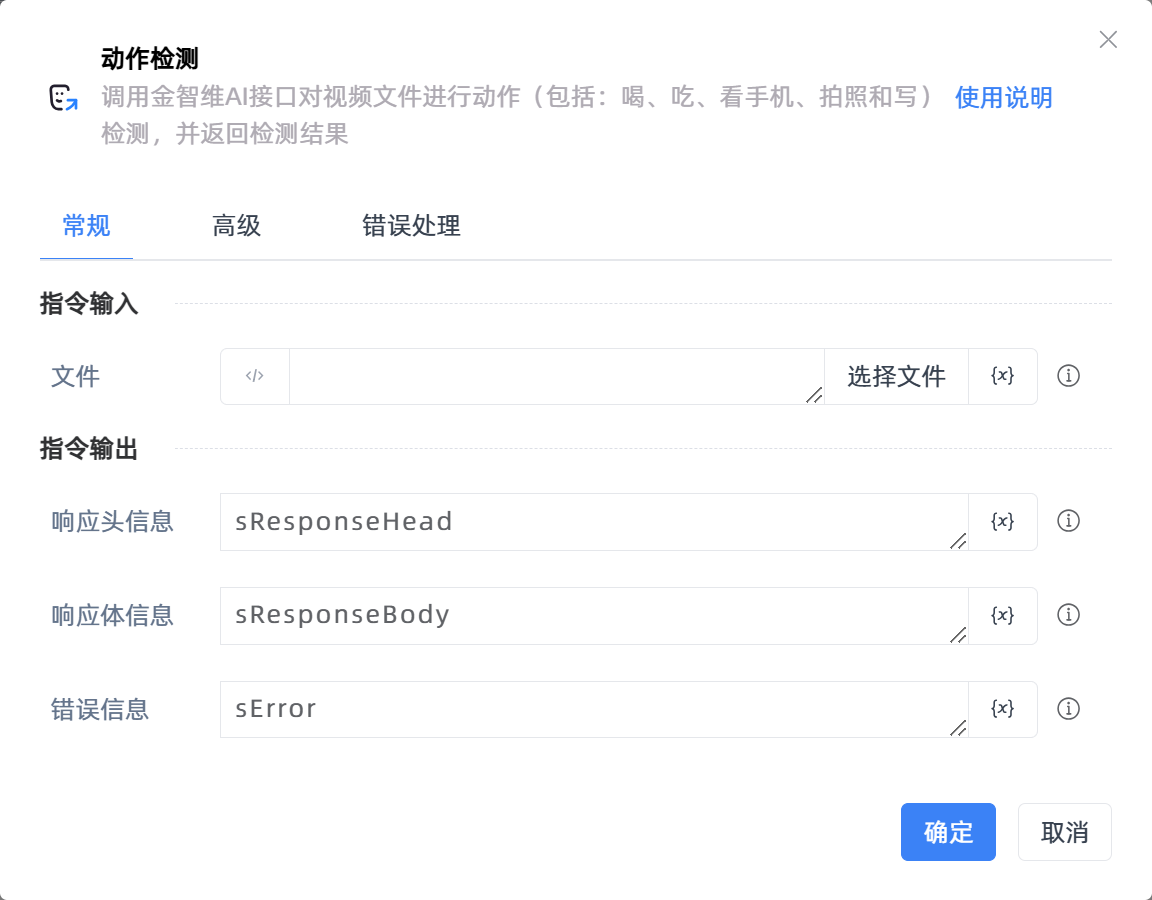 动作检测
调用金智维AI接口对视频文件进行动作（包括：喝、吃、看手机、拍照和写） 使用说明
检测，并返回检测结果
常规 高级 错误处理
指令输入
文件 </> 选择文件 {x}
指令输出
响应头信息 sResponseHead {x}
响应体信息 sResponseBody {x}
错误信息 sError {x}
确定 取消